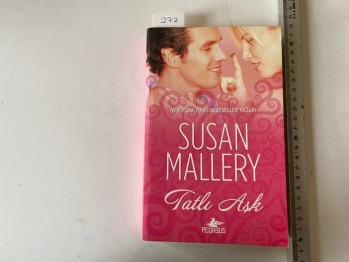 272
NEW YORK TIMES BESTSELLER YAZARI
SUSAN
MALLERY
Tatlı Aşk
PEGASUS